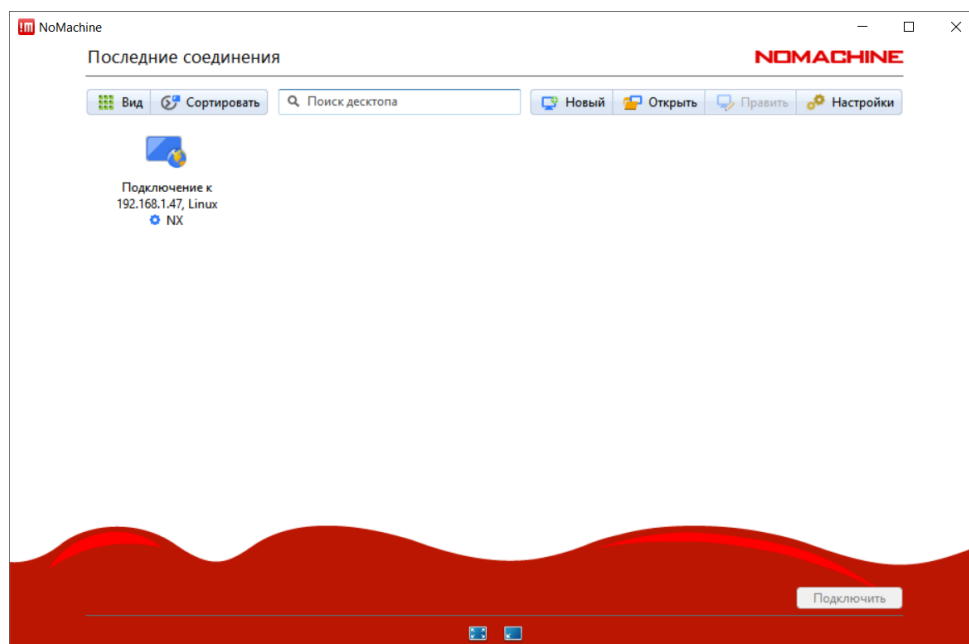 NoMachine
Последние соединения
NOMACHINE
Вид Сортировать Поиск десктопа Новый Открыть Править Настройки
Подключение к
192.168.1.47, Linux
NX
Подключить